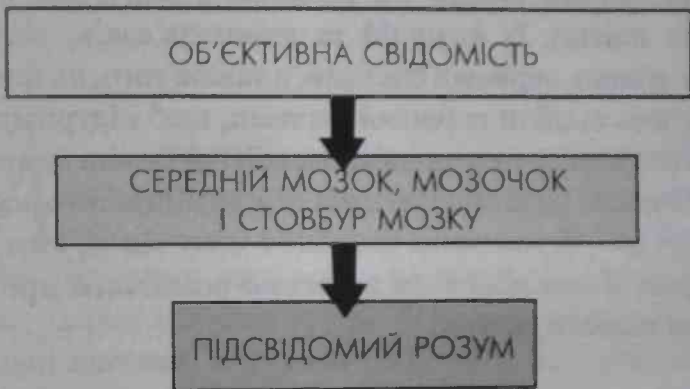 ОБ’ЄКТИВНА СВІДОМІСТЬ
СЕРЕДНІЙ МОЗОК, МОЗОЧОК
І СТОВБУР МОЗКУ
ПІДСВІДОМИЙ РОЗУМ